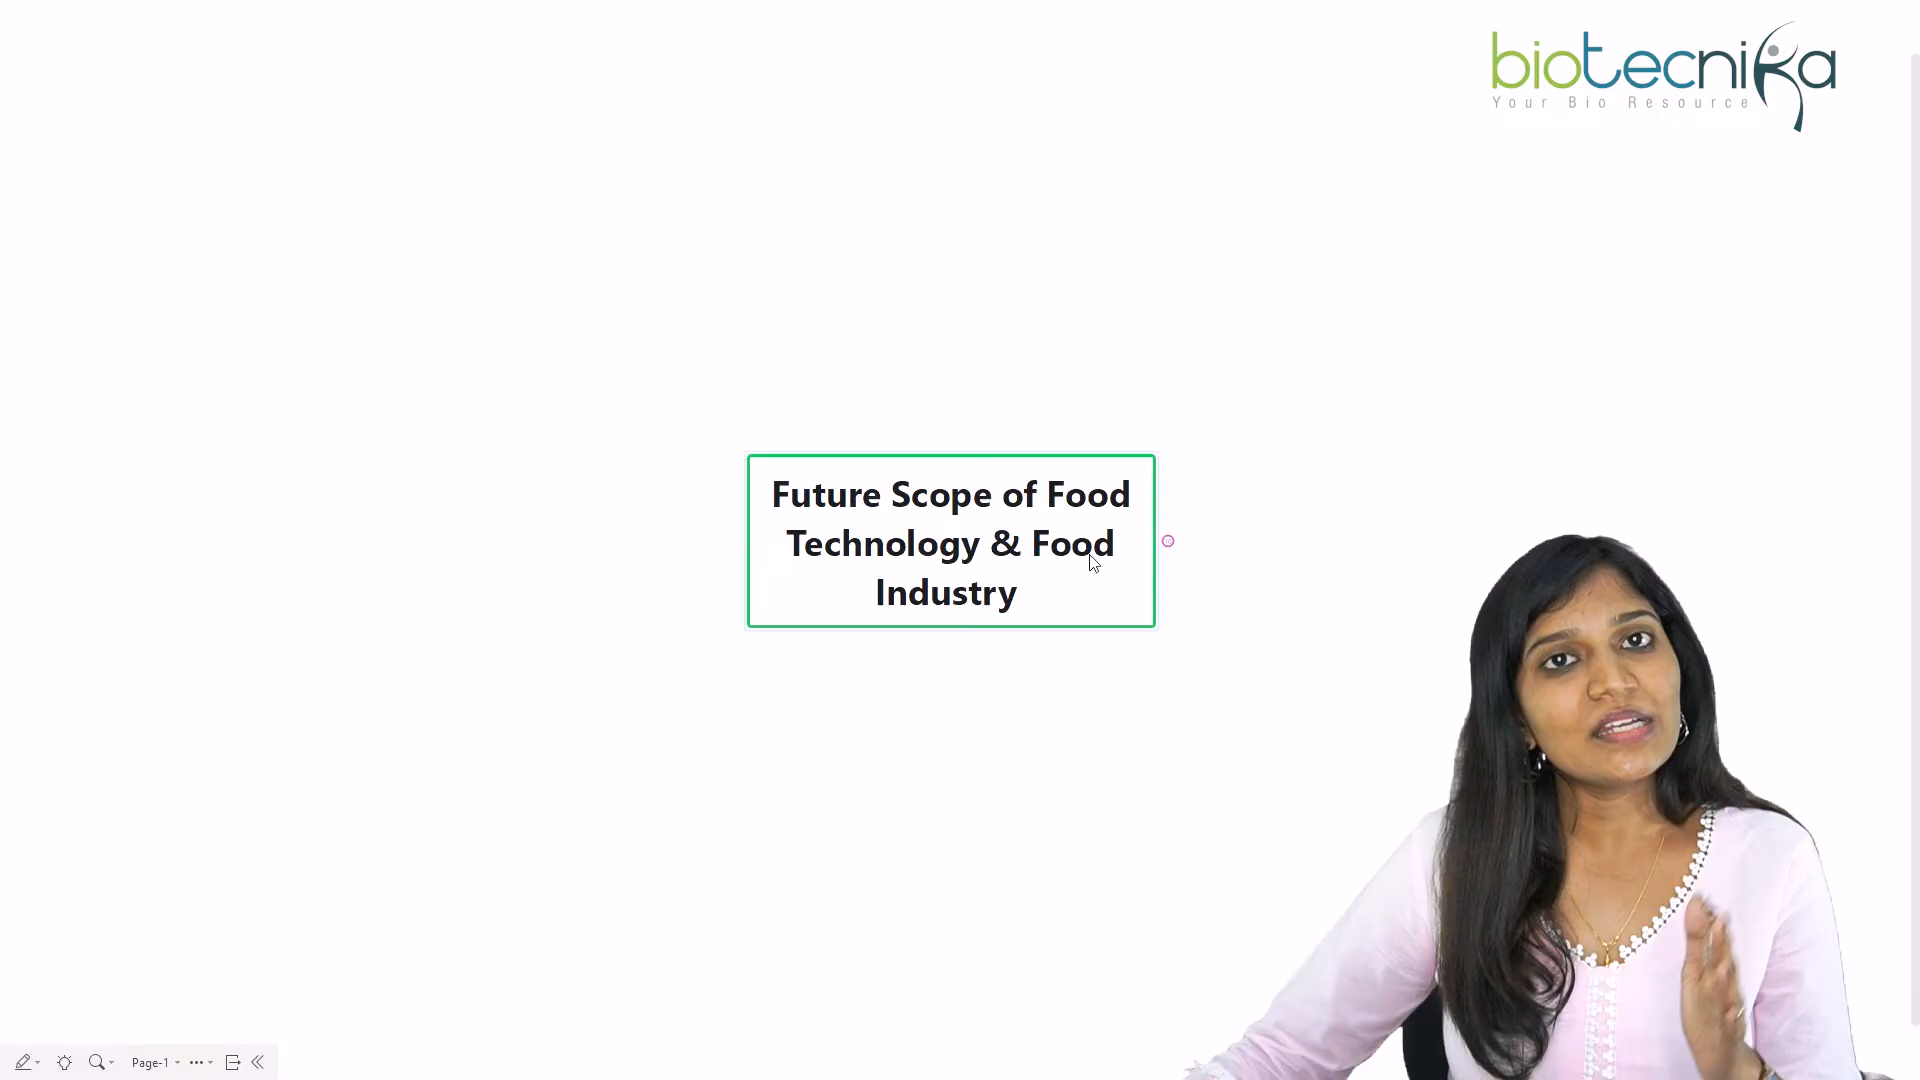 biotecnika
Your Bio Resource
Future Scope of Food
Technology & Food
Industry
Page-1